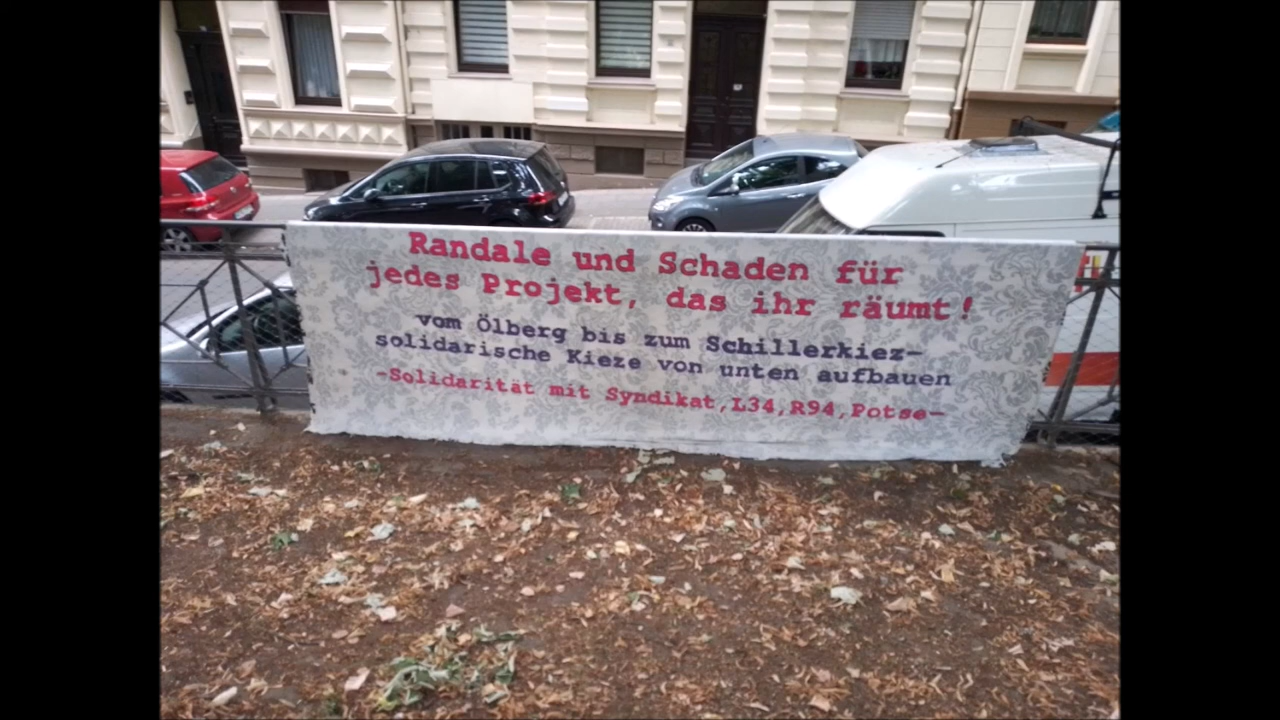 Randale und Schaden für
jedes Projekt, das ihr räumt!
vom Ölberg bis zum Schillerkiez-
solidarische Kieze von unten aufbauen
-Solidarität mit Syndikat,L34,R94,Potse-